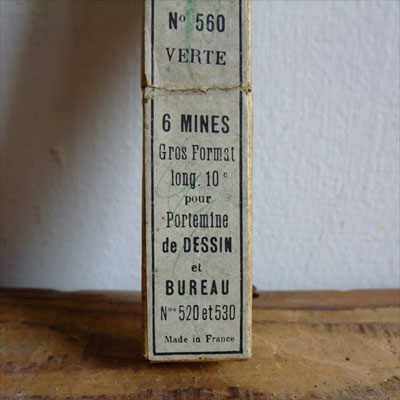 Nº 560
VERTE
6 MINES
Gros Format
long. 10ᶜ
pour
Portemine
de DESSIN
et
BUREAU
Nᵒˢ 520 et 530
Made in France